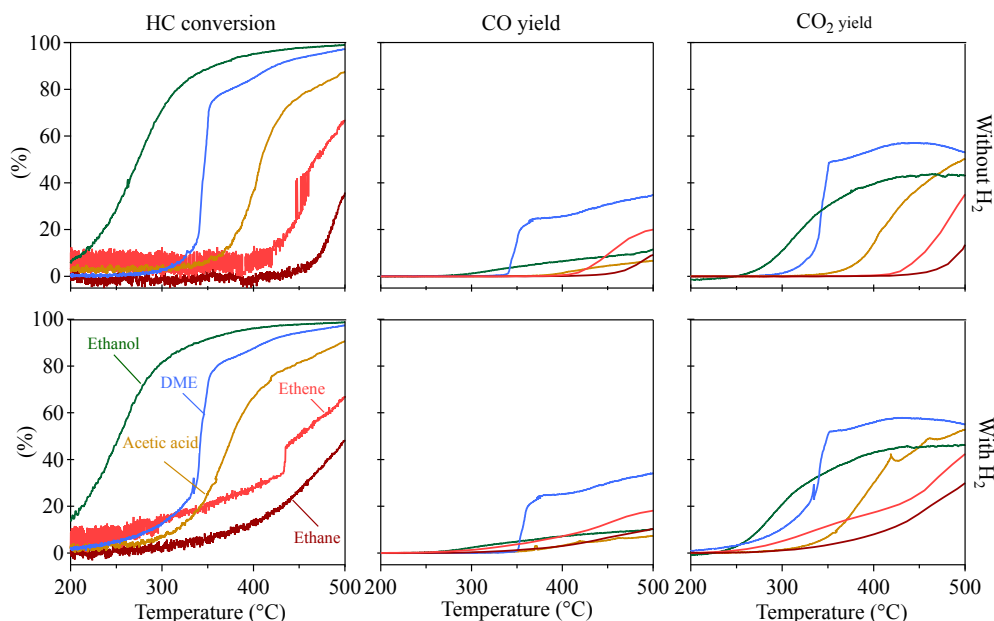 HC conversion
CO yield
CO2 yield
100
80
60
40
20
0
(%)
Without H2
100
80
60
40
20
0
(%)
Ethanol
DME
Ethene
Acetic acid
Ethane
With H2
200
300
400
500
200
300
400
500
200
300
400
500
Temperature (°C)
Temperature (°C)
Temperature (°C)